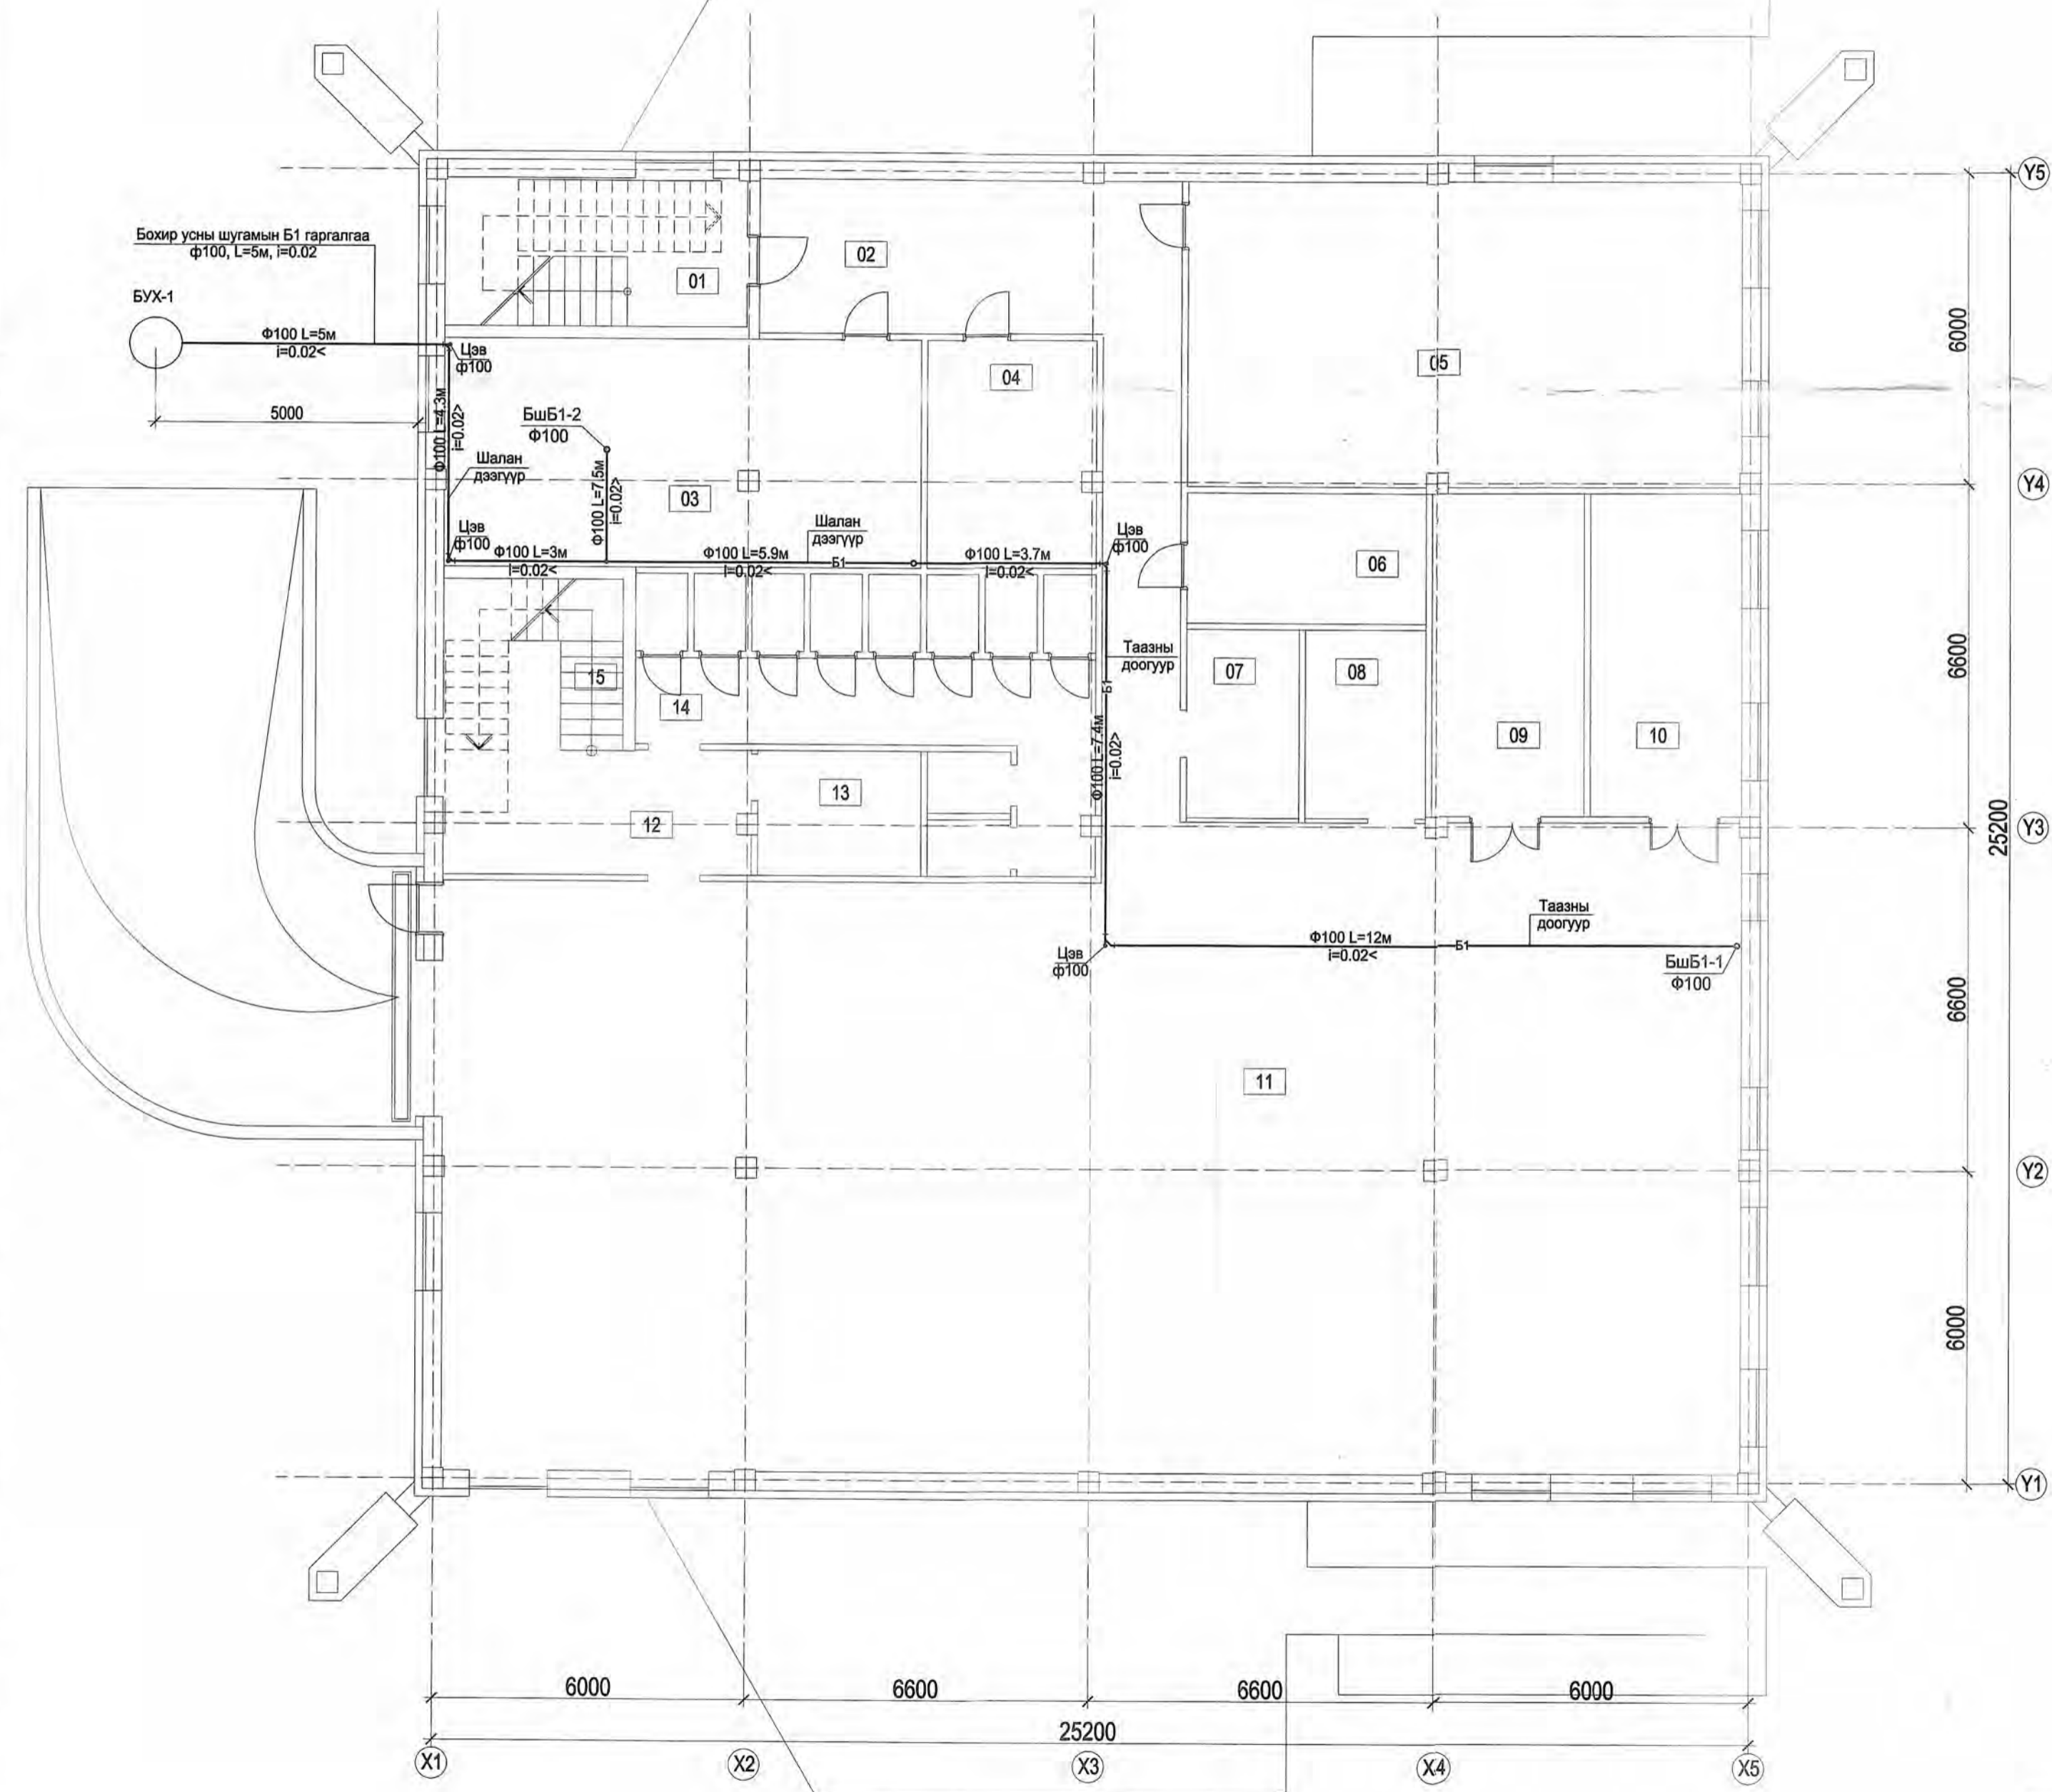 Y5
Бохир усны шугамын Б1 гаргалгаа
ф100, L=5м, i=0.02
02
01
БУХ-1
6000
Ф100 L=5м
i=0.02<
Цэв
ф100
04
05
5000
Ф100 L=4.3м
i=0.02>
БшБ1-2
Ф100
Шалан
дээгүүр
Ф100 L=7.5м
i=0.02>
03
Y4
Цэв
ф100
Ф100 L=3м
i=0.02<
Ф100 L=5.9м
i=0.02<
Шалан
дээгүүр
Б1
Ф100 L=3.7м
i=0.02<
Цэв
ф100
06
6600
Таазны
доогуур
Б1
15
14
07
08
09
10
Ф100 L=7.4м
i=0.02>
13
12
25200
Y3
Таазны
доогуур
Ф100 L=12м
i=0.02<
Б1
Цэв
ф100
БшБ1-1
Ф100
6600
11
Y2
6000
Y1
6000
6600
6600
6000
25200
X1
X2
X3
X4
X5